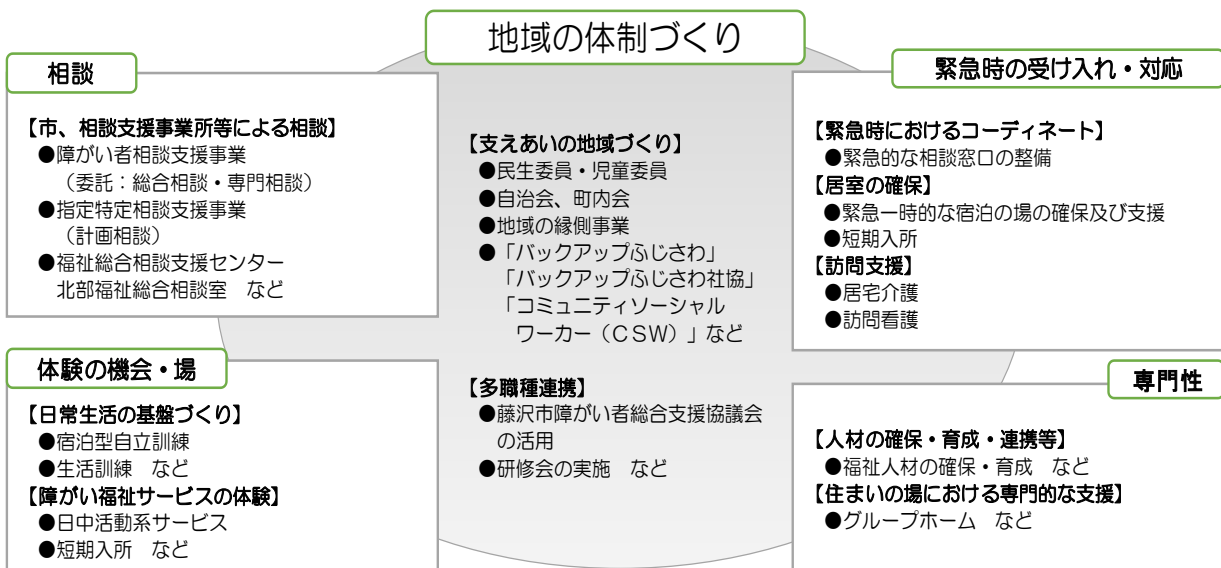 地域の体制づくり
相談
【市、相談支援事業所等による相談】
●障がい者相談支援事業
（委託：総合相談・専門相談）
●指定特定相談支援事業
（計画相談）
●福祉総合相談支援センター
北部福祉総合相談室　など
【支えあいの地域づくり】
●民生委員・児童委員
●自治会、町内会
●地域の縁側事業
●「バックアップふじさわ」
「バックアップふじさわ社協」
「コミュニティソーシャル
ワーカー（ＣＳＷ）」など
【多職種連携】
●藤沢市障がい者総合支援協議会
の活用
●研修会の実施　など
緊急時の受け入れ・対応
【緊急時におけるコーディネート】
●緊急的な相談窓口の整備
【居室の確保】
●緊急一時的な宿泊の場の確保及び支援
●短期入所
【訪問支援】
●居宅介護
●訪問看護
体験の機会・場
【日常生活の基盤づくり】
●宿泊型自立訓練
●生活訓練　など
【障がい福祉サービスの体験】
●日中活動系サービス
●短期入所　など
専門性
【人材の確保・育成・連携等】
●福祉人材の確保・育成　など
【住まいの場における専門的な支援】
●グループホーム　など